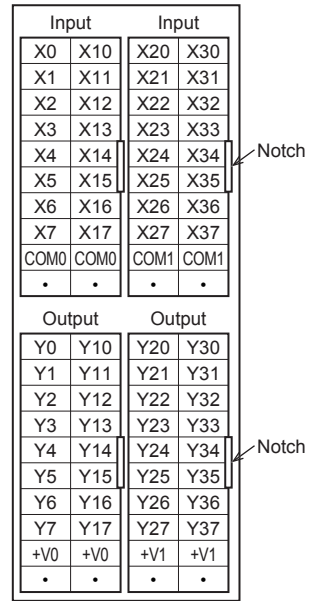 Input Input
X0 X10 X20 X30
X1 X11 X21 X31
X2 X12 X22 X32
X3 X13 X23 X33
X4 X14 X24 X34 Notch
X5 X15 X25 X35
X6 X16 X26 X36
X7 X17 X27 X37
COM0 COM0 COM1 COM1
• • • •
Output Output
Y0 Y10 Y20 Y30
Y1 Y11 Y21 Y31
Y2 Y12 Y22 Y32
Y3 Y13 Y23 Y33
Y4 Y14 Y24 Y34 Notch
Y5 Y15 Y25 Y35
Y6 Y16 Y26 Y36
Y7 Y17 Y27 Y37
+V0 +V0 +V1 +V1
• • • •